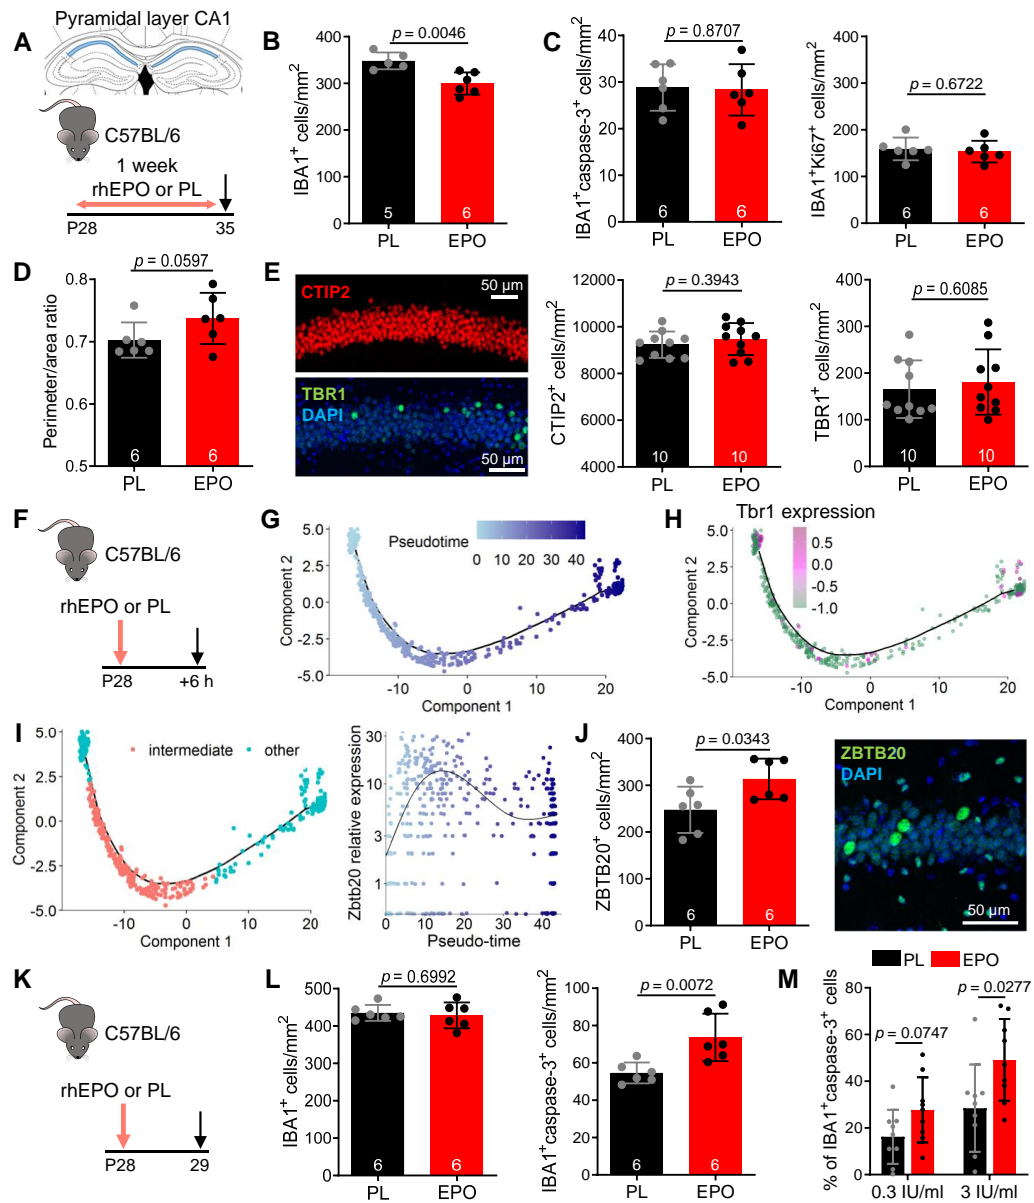 A
Pyramidal layer CA1
C57BL/6
1 week
rhEPO or PL
P28
35
B
p = 0.0046
IBA1+ cells/mm2
400
300
200
100
0
5
6
PL
EPO
C
p = 0.8707
IBA1+caspase-3+ cells/mm2
50
40
30
20
10
0
6
6
PL
EPO
p = 0.6722
IBA1+Ki67+ cells/mm2
400
300
200
100
0
6
6
PL
EPO
D
p = 0.0597
Perimeter/area ratio
0.8
0.7
0.6
0.5
6
6
PL
EPO
E
CTIP2
50 µm
TBR1
DAPI
50 µm
p = 0.3943
CTIP2+ cells/mm2
12000
10000
8000
6000
4000
10
10
PL
EPO
p = 0.6085
TBR1+ cells/mm2
400
300
200
100
0
10
10
PL
EPO
F
C57BL/6
rhEPO or PL
P28
+6 h
G
Pseudotime
0 10 20 30 40
Component 2
5.0
2.5
0.0
-2.5
-5.0
-10 0 10 20
Component 1
H
Tbr1 expression
0.5
0.0
-0.5
-1.0
Component 2
5.0
2.5
0.0
-2.5
-5.0
-10 0 10 20
Component 1
I
intermediate
other
Component 2
5.0
2.5
0.0
-2.5
-5.0
-10 0 10 20
Component 1
Zbtb20 relative expression
30
10
3
1
0 10 20 30 40
Pseudo-time
J
p = 0.0343
ZBTB20+ cells/mm2
400
300
200
100
0
6
6
PL
EPO
ZBTB20
DAPI
50 µm
K
C57BL/6
rhEPO or PL
P28
29
L
p = 0.6992
IBA1+ cells/mm2
500
400
300
200
100
0
6
6
PL
EPO
p = 0.0072
IBA1+caspase-3+ cells/mm2
100
80
60
40
20
0
6
6
PL
EPO
M
PL
EPO
p = 0.0277
p = 0.0747
% of IBA1+caspase-3+ cells
80
60
40
20
0
0.3 IU/ml
3 IU/ml